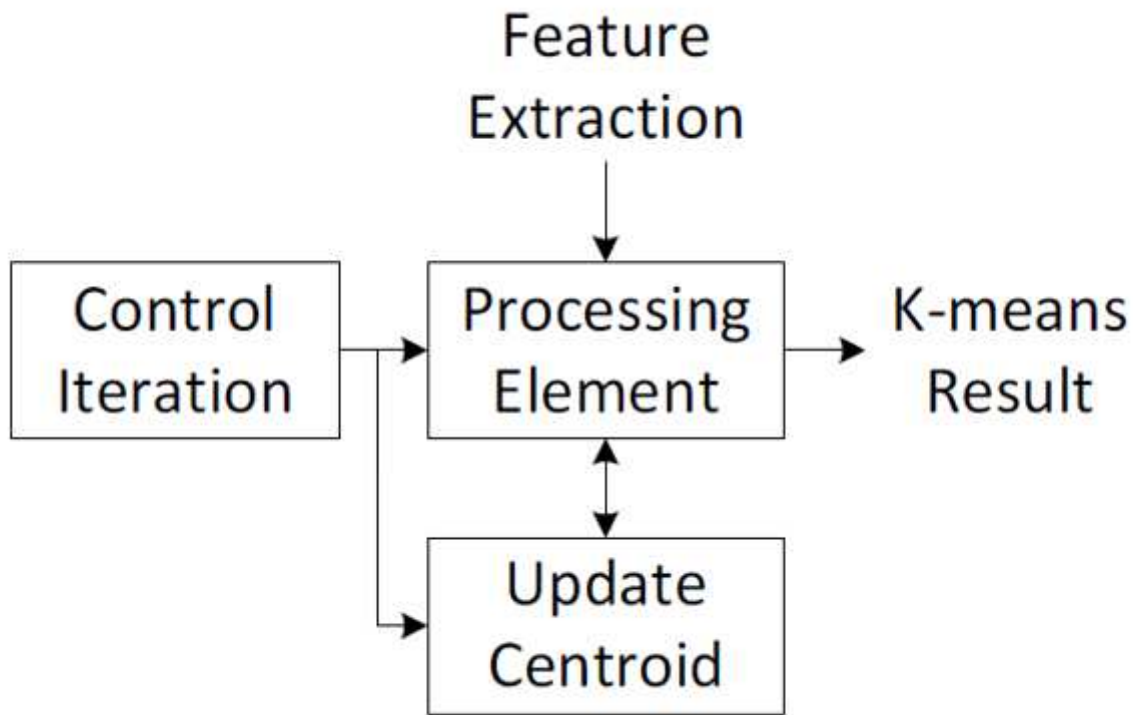 Feature
Extraction
Control
Iteration
Processing
Element
K-means
Result
Update
Centroid